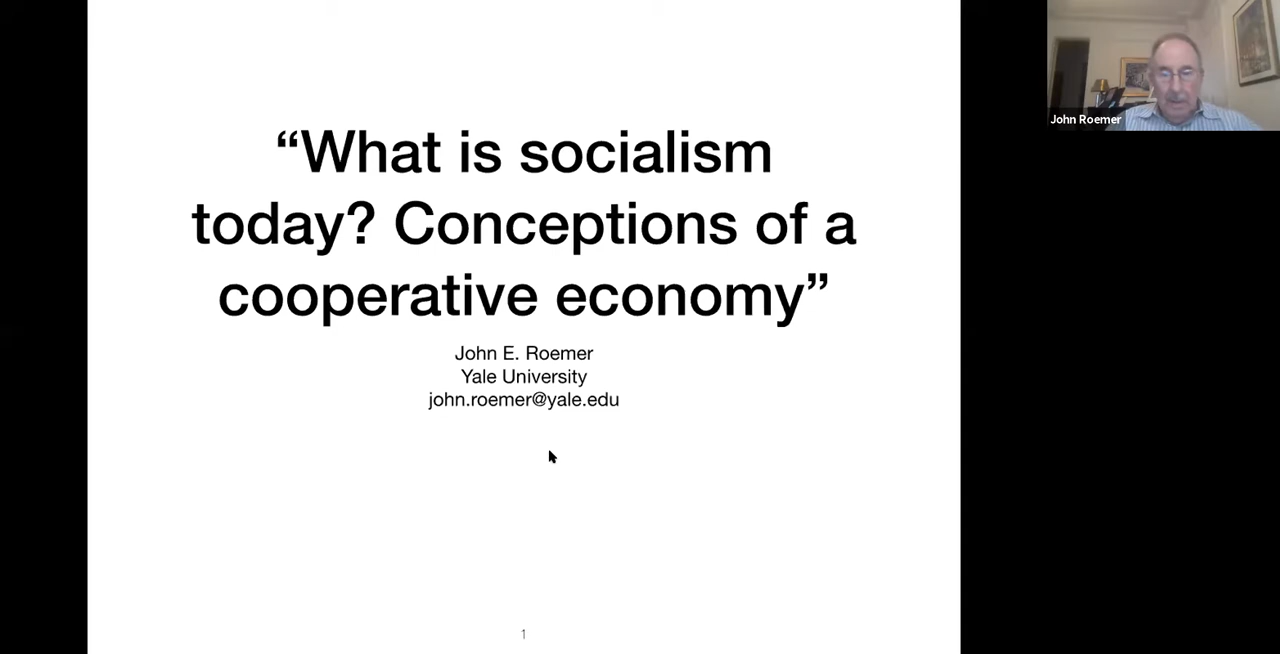 “What is socialism
today? Conceptions of a
cooperative economy”
John E. Roemer
Yale University
john.roemer@yale.edu
1
John Roemer